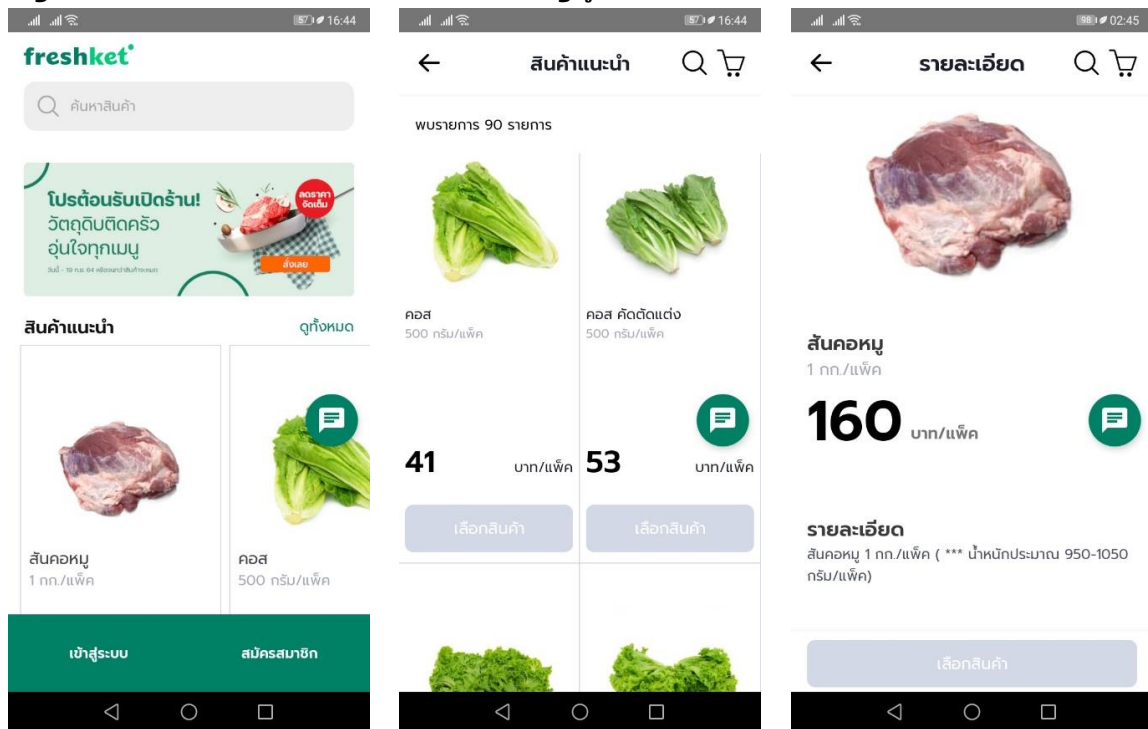 16:44
freshket
ค้นหาสินค้า
โปรต้อนรับเปิดร้าน!
วัตถุดิบติดครัว
อุ่นใจทุกเมนู
ลดราคา
จัดเต็ม
สั่งเลย
สินค้าแนะนำ
ดูทั้งหมด
สันคอหมู
1 กก./แพ็ค
คอส
500 กรัม/แพ็ค
เข้าสู่ระบบ
สมัครสมาชิก
57 16:44
สินค้าแนะนำ
พบรายการ 90 รายการ
คอส
500 กรัม/แพ็ค
41 บาท/แพ็ค
คอส คัดตัดแต่ง
500 กรัม/แพ็ค
53 บาท/แพ็ค
เลือกสินค้า
เลือกสินค้า
98 02:45
รายละเอียด
สันคอหมู
1 กก./แพ็ค
160 บาท/แพ็ค
รายละเอียด
สันคอหมู 1 กก./แพ็ค ( *** น้ำหนักประมาณ 950-1050
กรัม/แพ็ค)
เลือกสินค้า